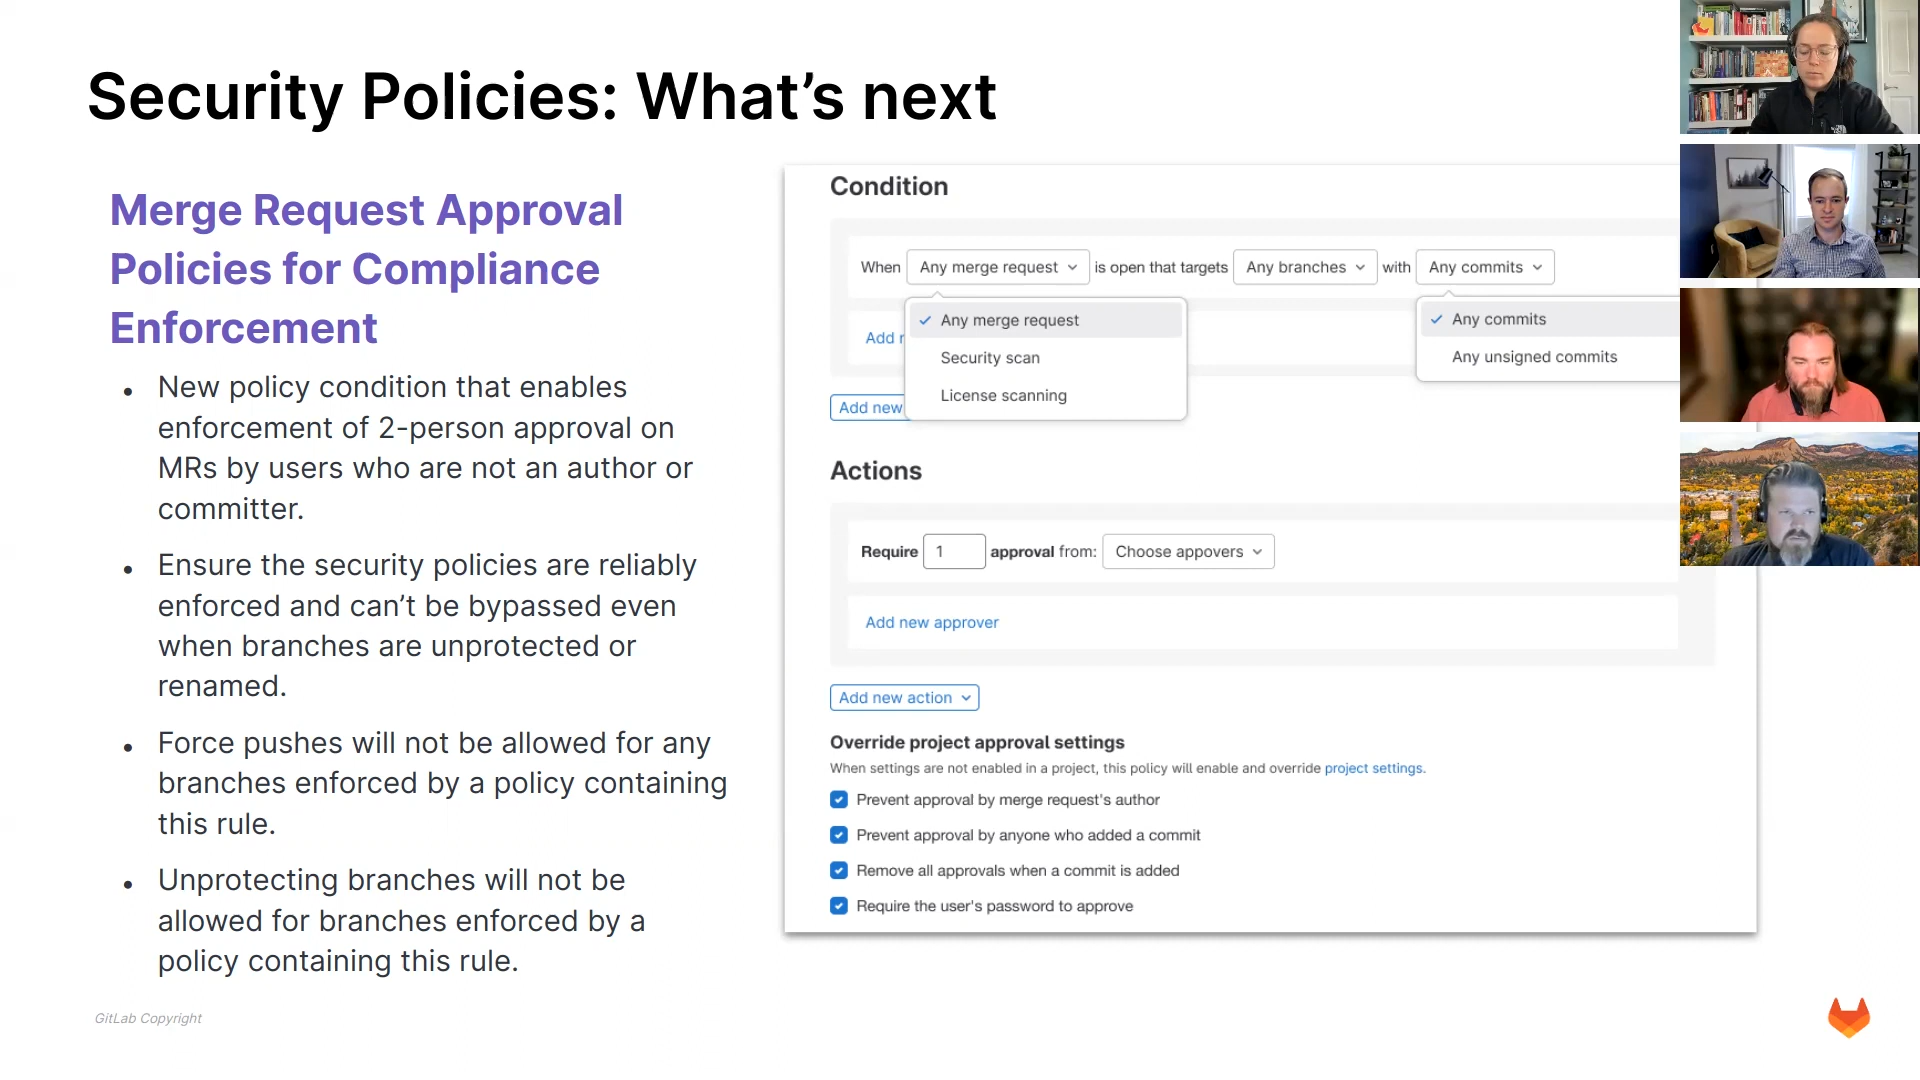 Security Policies: What's next
Merge Request Approval
Policies for Compliance
Enforcement
• New policy condition that enables
enforcement of 2-person approval on
MRs by users who are not an author or
committer.
• Ensure the security policies are reliably
enforced and can't be bypassed even
when branches are unprotected or
renamed.
• Force pushes will not be allowed for any
branches enforced by a policy containing
this rule.
• Unprotecting branches will not be
allowed for branches enforced by a
policy containing this rule.
Condition
When Any merge request is open that targets Any branches with Any commits
Any merge request
Security scan
License scanning
Any commits
Any unsigned commits
Add
Add new
Actions
Require 1 approval from: Choose appovers
Add new approver
Add new action
Override project approval settings
When settings are not enabled in a project, this policy will enable and override project settings.
Prevent approval by merge request's author
Prevent approval by anyone who added a commit
Remove all approvals when a commit is added
Require the user's password to approve
GitLab Copyright